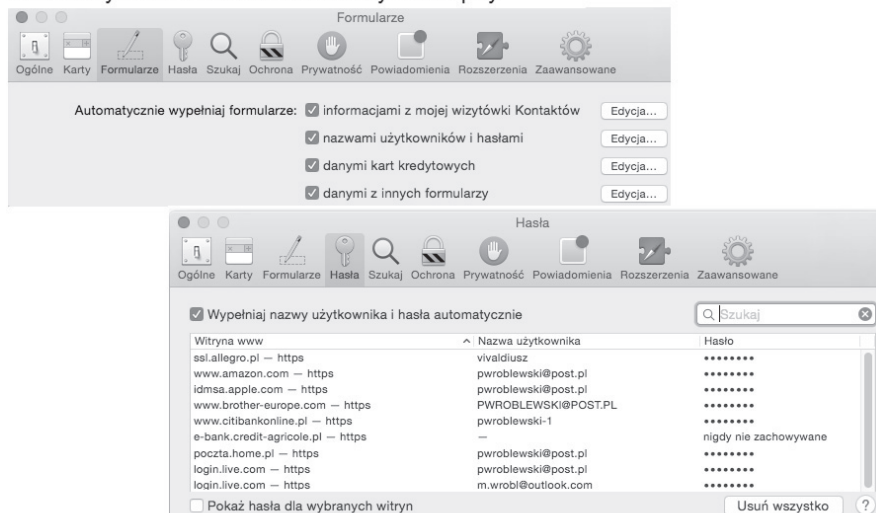 Formularze
Ogólne Karty Formularze Hasła Szukaj Ochrona Prywatność Powiadomienia Rozszerzenia Zaawansowane
Automatycznie wypełniaj formularze: informacjami z mojej wizytówki Kontaktów Edycja...
nazwami użytkowników i hasłami Edycja...
danymi kart kredytowych Edycja...
danymi z innych formularzy Edycja...
Hasła
Ogólne Karty Formularze Hasła Szukaj Ochrona Prywatność Powiadomienia Rozszerzenia Zaawansowane
Wypełniaj nazwy użytkownika i hasła automatycznie Szukaj
Witryna www Nazwa użytkownika Hasło
ssl.allegro.pl — https vivaldiusz ••••••••
www.amazon.com — https pwroblewski@post.pl ••••••••
idmsa.apple.com — https pwroblewski@post.pl ••••••••
www.brother-europe.com — https PWROBLEWSKI@POST.PL ••••••••
www.citibankonline.pl — https pwroblewski-1 ••••••••
e-bank.credit-agricole.pl — https — nigdy nie zachowywane
poczta.home.pl — https pwroblewski@post.pl ••••••••
login.live.com — https pwroblewski@post.pl ••••••••
login.live.com — https m.wrobl@outlook.com ••••••••
Pokaż hasła dla wybranych witryn Usuń wszystko ?